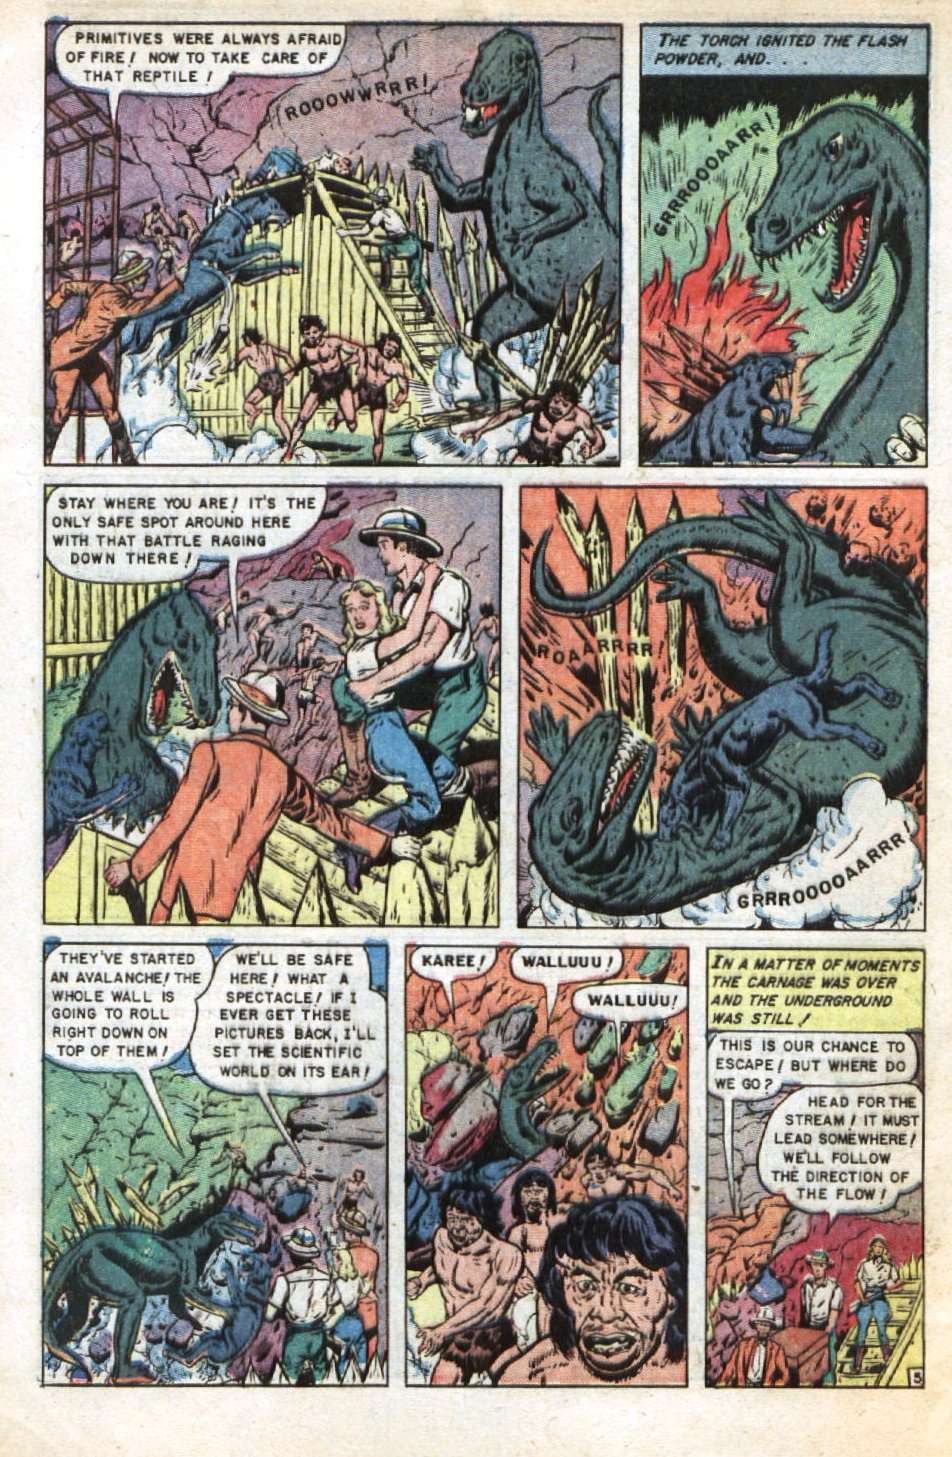 PRIMITIVES WERE ALWAYS AFRAID
OF FIRE! NOW TO TAKE CARE OF
THAT REPTILE!
ROOOWWRRR!
THE TORCH IGNITED THE FLASH
POWDER, AND. . .
GRRROOOAARR!
STAY WHERE YOU ARE! IT'S THE
ONLY SAFE SPOT AROUND HERE
WITH THAT BATTLE RAGING
DOWN THERE!
ROAARRRR!
GRRROOOOAARRR!
THEY'VE STARTED
AN AVALANCHE! THE
WHOLE WALL IS
GOING TO ROLL
RIGHT DOWN ON
TOP OF THEM!
WE'LL BE SAFE
HERE! WHAT A
SPECTACLE! IF I
EVER GET THESE
PICTURES BACK, I'LL
SET THE SCIENTIFIC
WORLD ON ITS EAR!
KAREE!
WALLUUU!
WALLUUU!
IN A MATTER OF MOMENTS
THE CARNAGE WAS OVER
AND THE UNDERGROUND
WAS STILL!
THIS IS OUR CHANCE TO
ESCAPE! BUT WHERE DO
WE GO?
HEAD FOR THE
STREAM! IT MUST
LEAD SOMEWHERE!
WE'LL FOLLOW
THE DIRECTION OF
THE FLOW!
5